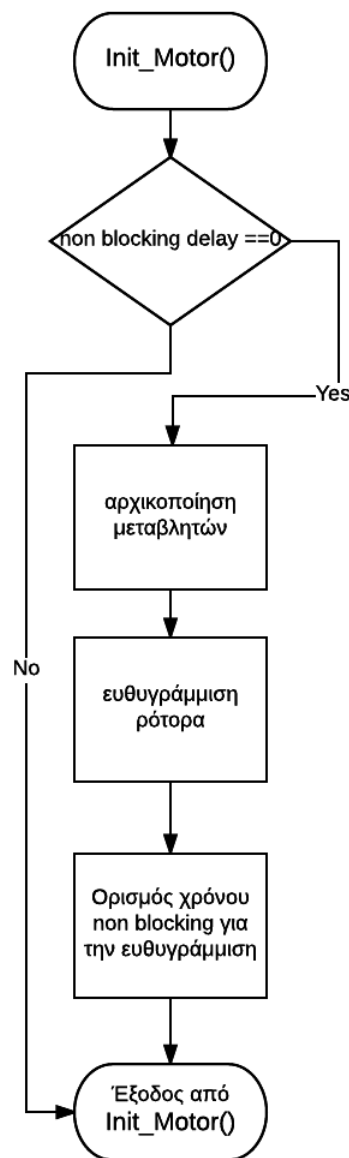 Init_Motor()
non blocking delay ==0
Yes
αρχικοποίηση
μεταβλητών
No
ευθυγράμμιση
ρότορα
Ορισμός χρόνου
non blocking για
την ευθυγράμμιση
Έξοδος από
Init_Motor()